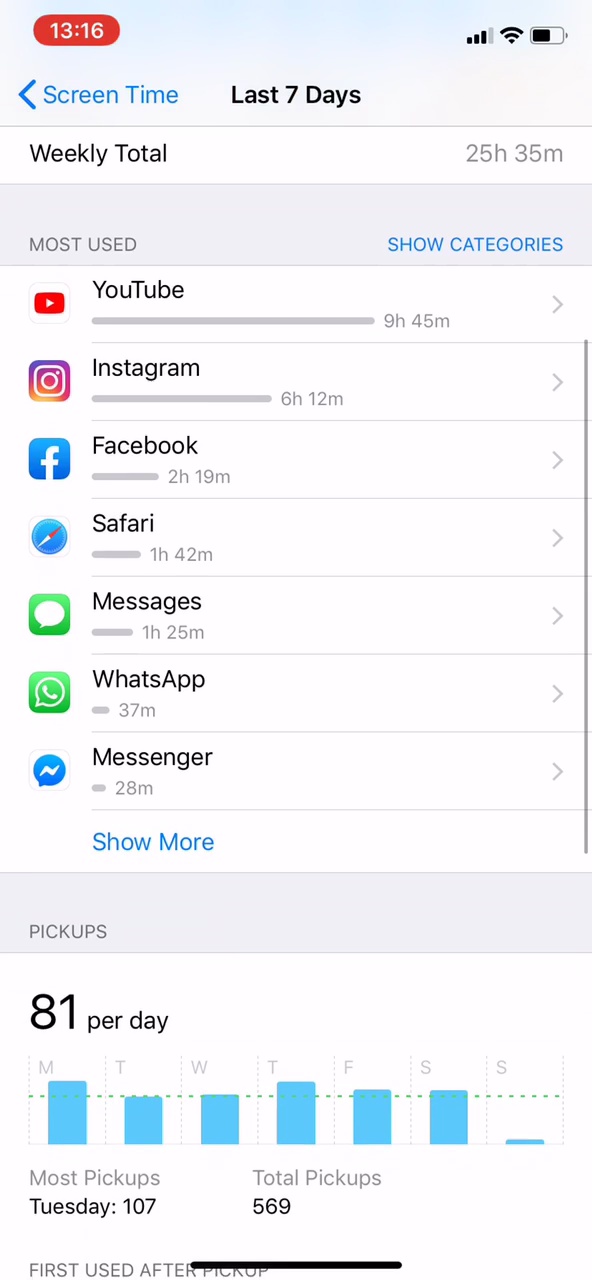 13:16
Screen Time
Last 7 Days
Weekly Total 25h 35m
MOST USED SHOW CATEGORIES
YouTube
9h 45m
Instagram
6h 12m
Facebook
2h 19m
Safari
1h 42m
Messages
1h 25m
WhatsApp
37m
Messenger
28m
Show More
PICKUPS
81 per day
M T W T F S S
Most Pickups Total Pickups
Tuesday: 107 569
FIRST USED AFTER PICKUP